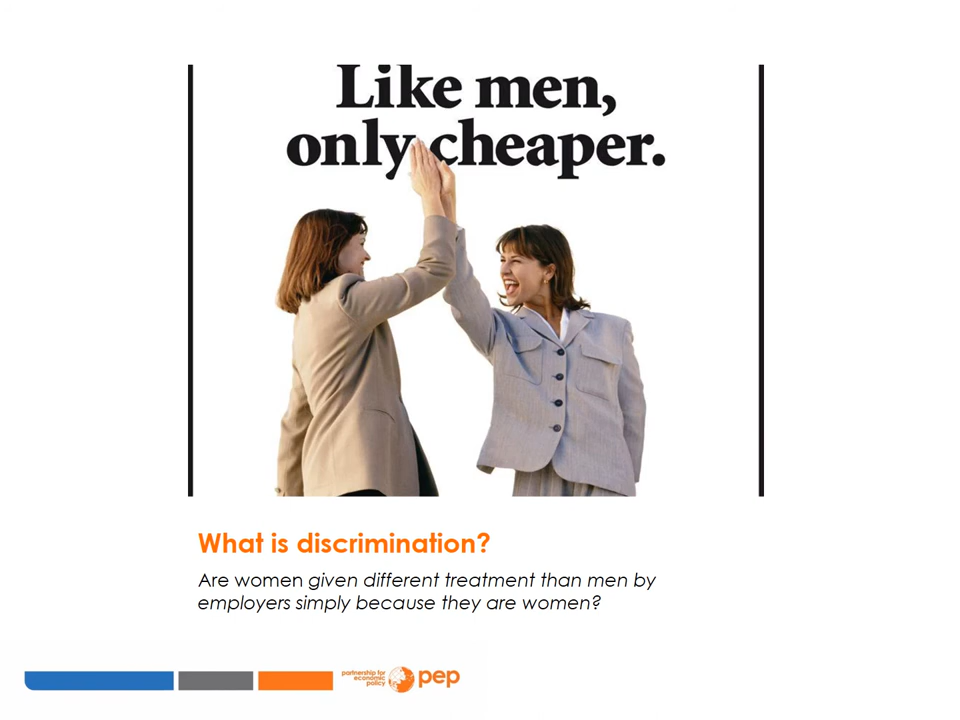 Like men,
only cheaper.
What is discrimination?
Are women given different treatment than men by
employers simply because they are women?
partnership for
economic
policy
pep